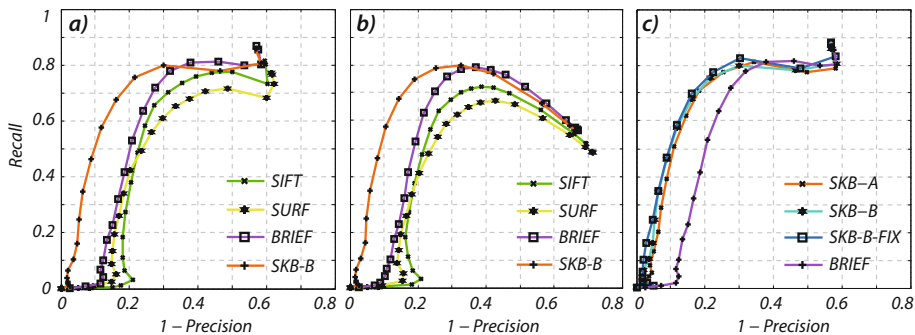 a) b) c)
Recall
1 0.8 0.6 0.4 0.2 0
SIFT
SURF
BRIEF
SKB-B
SIFT
SURF
BRIEF
SKB-B
SKB−A
SKB−B
SKB-B-FIX
BRIEF
0 0.2 0.4 0.6 0.8 0.2 0.4 0.6 0.8 0 0.2 0.4 0.6 0.8
1 − Precision 1 − Precision 1 − Precision